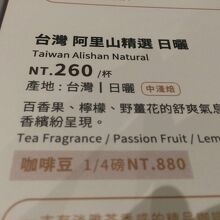 台灣 阿里山精選 日曬
Taiwan Alishan Natural
NT.260 /杯
產地:台灣|日曬 中淺焙
百香果、檸檬、野薑花的舒爽氣息
香繽紛呈現。
Tea Fragrance / Passion Fruit / Lem
咖啡豆 1/4磅NT.880